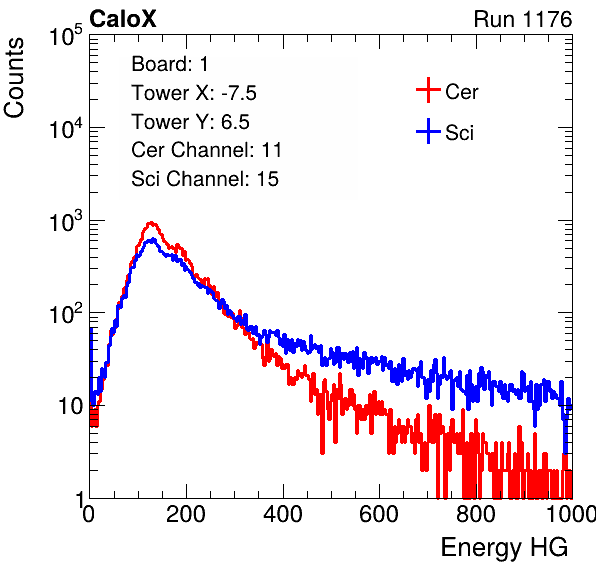 CaloX Run 1176
Counts
10^5
10^4
10^3
10^2
10
1
Board: 1
Tower X: -7.5
Tower Y: 6.5
Cer Channel: 11
Sci Channel: 15
Cer
Sci
0 200 400 600 800 1000
Energy HG